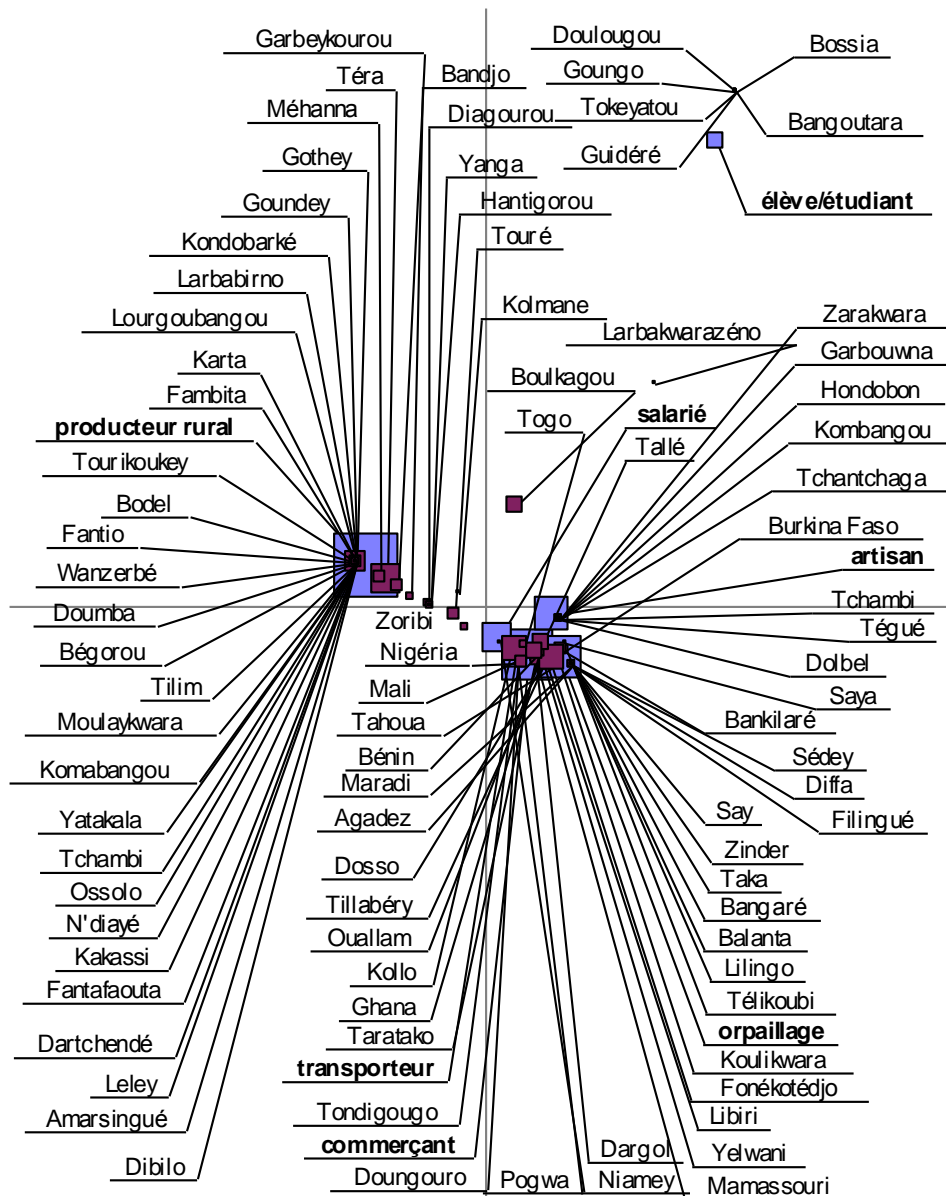 Garbeykourou
Doulougou
Bossia
Téra
Bandjo
Goungo
Méhanna
Diagourou
Tokeyatou
Bangoutara
Gothey
Yanga
Guidéré
Goundey
Hantigorou
élève/étudiant
Kondobarké
Touré
Larbabirno
Kolmane
Zarakwara
Lourgoubangou
Larbakwarazéno
Garbouwna
Karta
Boulkagou
Hondobon
Fambita
Togo
salarié
Kombangou
producteur rural
Tallé
Tourikoukey
Tchantchaga
Bodel
Burkina Faso
Fantio
artisan
Wanzerbé
Tchambi
Doumba
Zoribi
Tégué
Bégorou
Nigéria
Dolbel
Tilim
Mali
Saya
Moulaykwara
Tahoua
Bankilaré
Komabangou
Bénin
Sédey
Maradi
Diffa
Yatakala
Agadez
Say
Filingué
Tchambi
Dosso
Zinder
Ossolo
Taka
N'diayé
Tillabéry
Bangaré
Kakassi
Ouallam
Balanta
Fantafaouta
Kollo
Lilingo
Ghana
Télikoubi
Dartchendé
Taratako
orpaillage
Leley
transporteur
Koulikwara
Amarsingué
Tondigougo
Fonékotédjo
Dibilo
commerçant
Libiri
Doungouro
Dargol
Yelwani
Pogwa
Niamey
Mamassouri